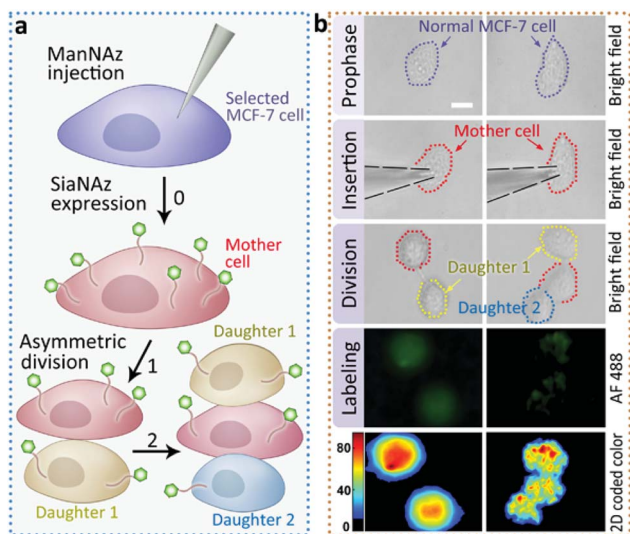 a
ManNAz
injection
Selected
MCF-7 cell
SiaNAz
expression
0
Mother
cell
Asymmetric
division
1
Daughter 1
2
Daughter 1
Daughter 2
b
Prophase
Normal MCF-7 cell
Bright field
Insertion
Mother cell
Bright field
Division
Daughter 1
Daughter 2
Bright field
Labeling
AF 488
80
40
0
2D coded color